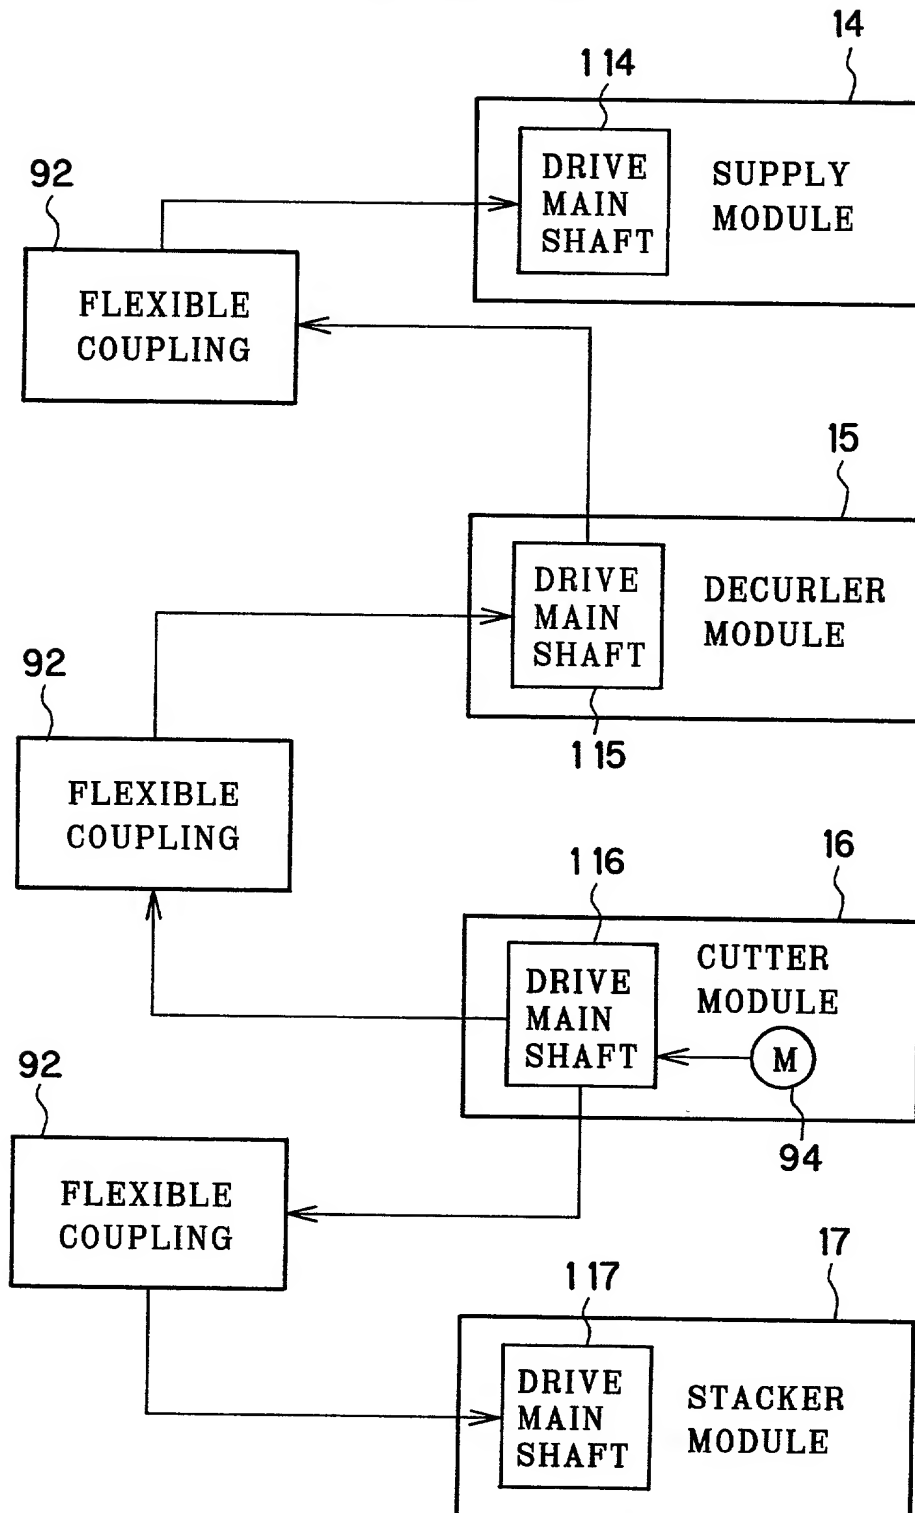 14
114
DRIVE
MAIN
SHAFT
SUPPLY
MODULE
92
FLEXIBLE
COUPLING
15
DRIVE
MAIN
SHAFT
DECURLER
MODULE
115
92
FLEXIBLE
COUPLING
16
116
DRIVE
MAIN
SHAFT
CUTTER
MODULE
M
94
92
FLEXIBLE
COUPLING
17
117
DRIVE
MAIN
SHAFT
STACKER
MODULE